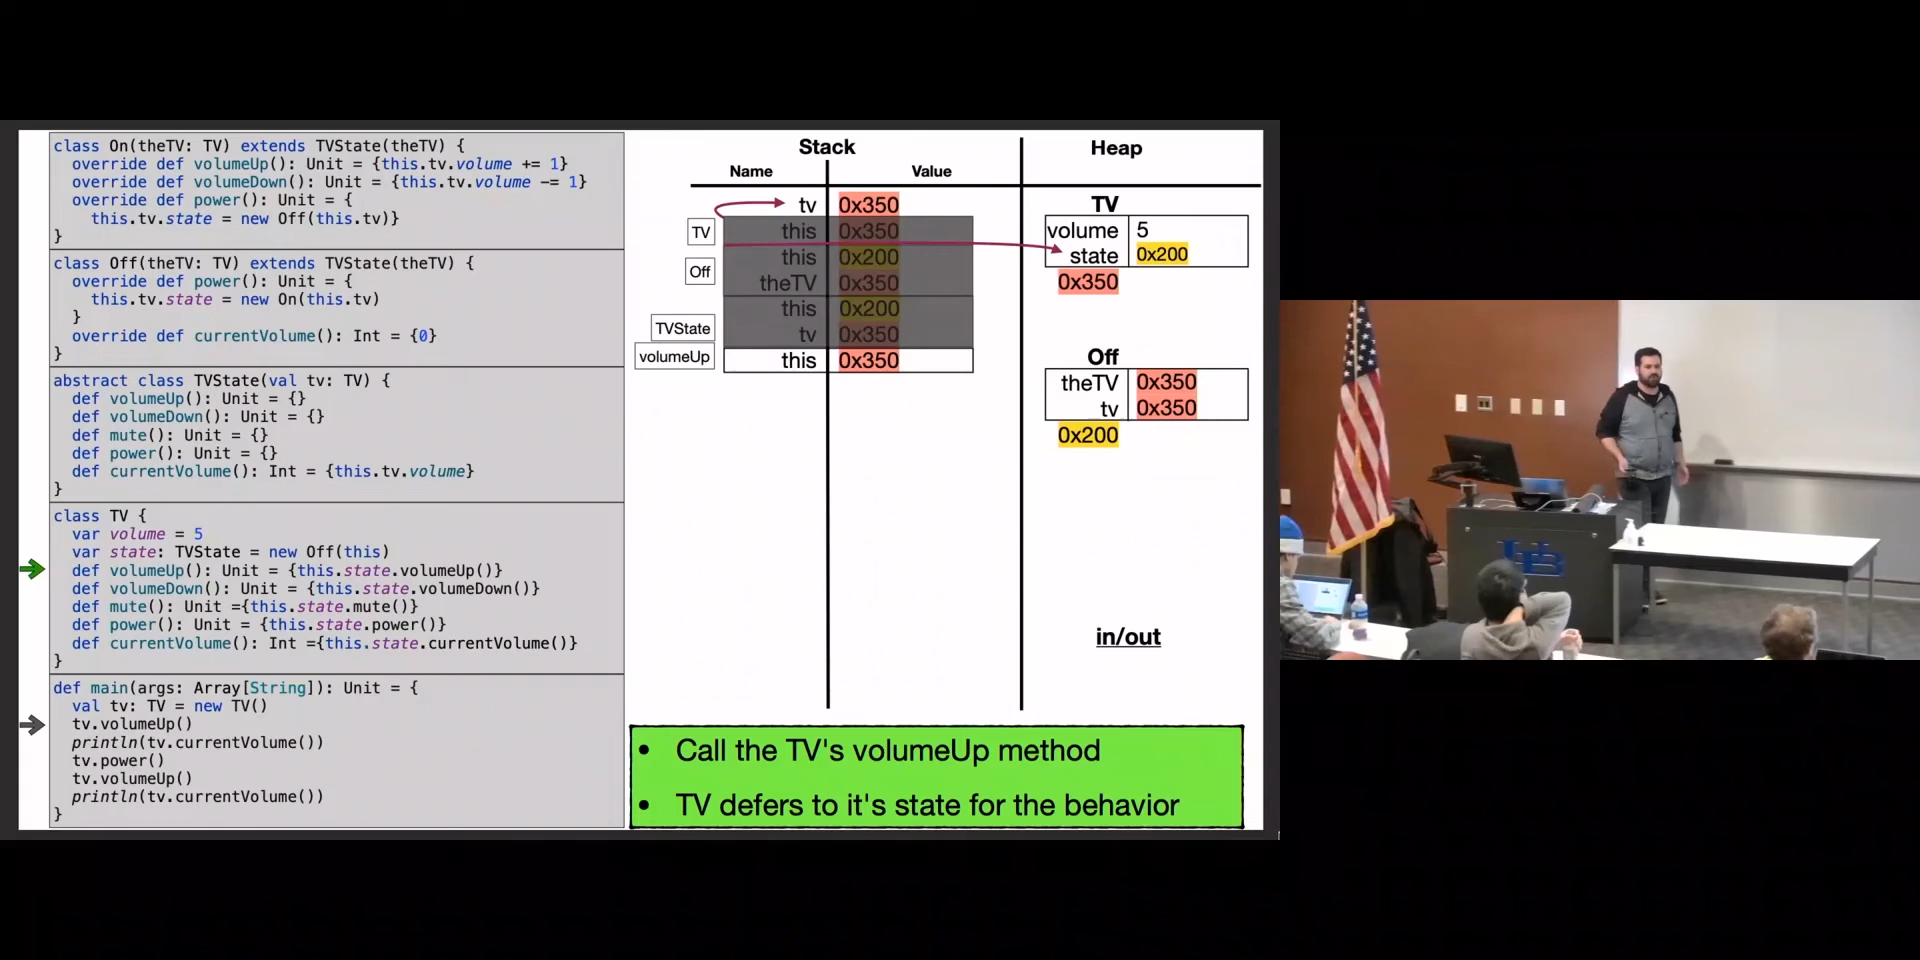 class On(theTV: TV) extends TVState(theTV) {
override def volumeUp(): Unit = {this.tv.volume += 1}
override def volumeDown(): Unit = {this.tv.volume -= 1}
override def power(): Unit = {
this.tv.state = new Off(this.tv)}
}
class Off(theTV: TV) extends TVState(theTV) {
override def power(): Unit = {
this.tv.state = new On(this.tv)
}
override def currentVolume(): Int = {0}
}
abstract class TVState(val tv: TV) {
def volumeUp(): Unit = {}
def volumeDown(): Unit = {}
def mute(): Unit = {}
def power(): Unit = {}
def currentVolume(): Int = {this.tv.volume}
}
class TV {
var volume = 5
var state: TVState = new Off(this)
def volumeUp(): Unit = {this.state.volumeUp()}
def volumeDown(): Unit = {this.state.volumeDown()}
def mute(): Unit ={this.state.mute()}
def power(): Unit = {this.state.power()}
def currentVolume(): Int ={this.state.currentVolume()}
}
def main(args: Array[String]): Unit = {
val tv: TV = new TV()
tv.volumeUp()
println(tv.currentVolume())
tv.power()
tv.volumeUp()
println(tv.currentVolume())
}
Stack
Name Value
tv 0x350
TV this 0x350
this 0x200
Off theTV 0x350
this 0x200
TVState tv 0x350
volumeUp this 0x350
Heap
TV
volume 5
state 0x200
0x350
Off
theTV 0x350
tv 0x350
0x200
in/out
• Call the TV's volumeUp method
• TV defers to it's state for the behavior
UB